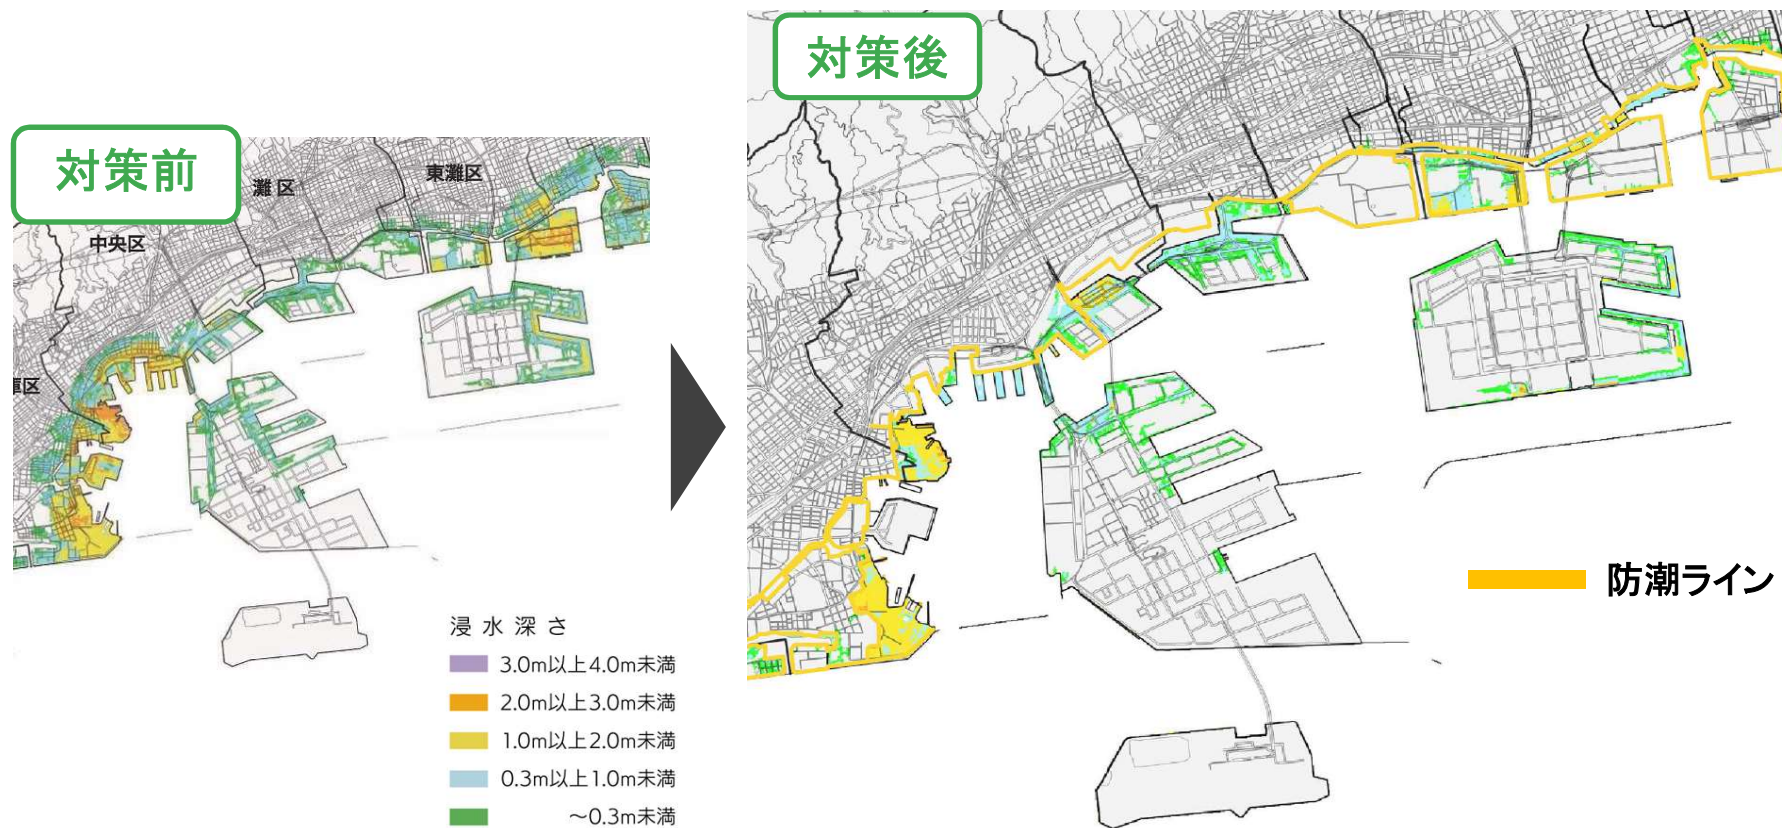 対策前
対策後
灘区
東灘区
中央区
庫区
浸水深さ
3.0m以上4.0m未満
2.0m以上3.0m未満
1.0m以上2.0m未満
0.3m以上1.0m未満
～0.3m未満
防潮ライン